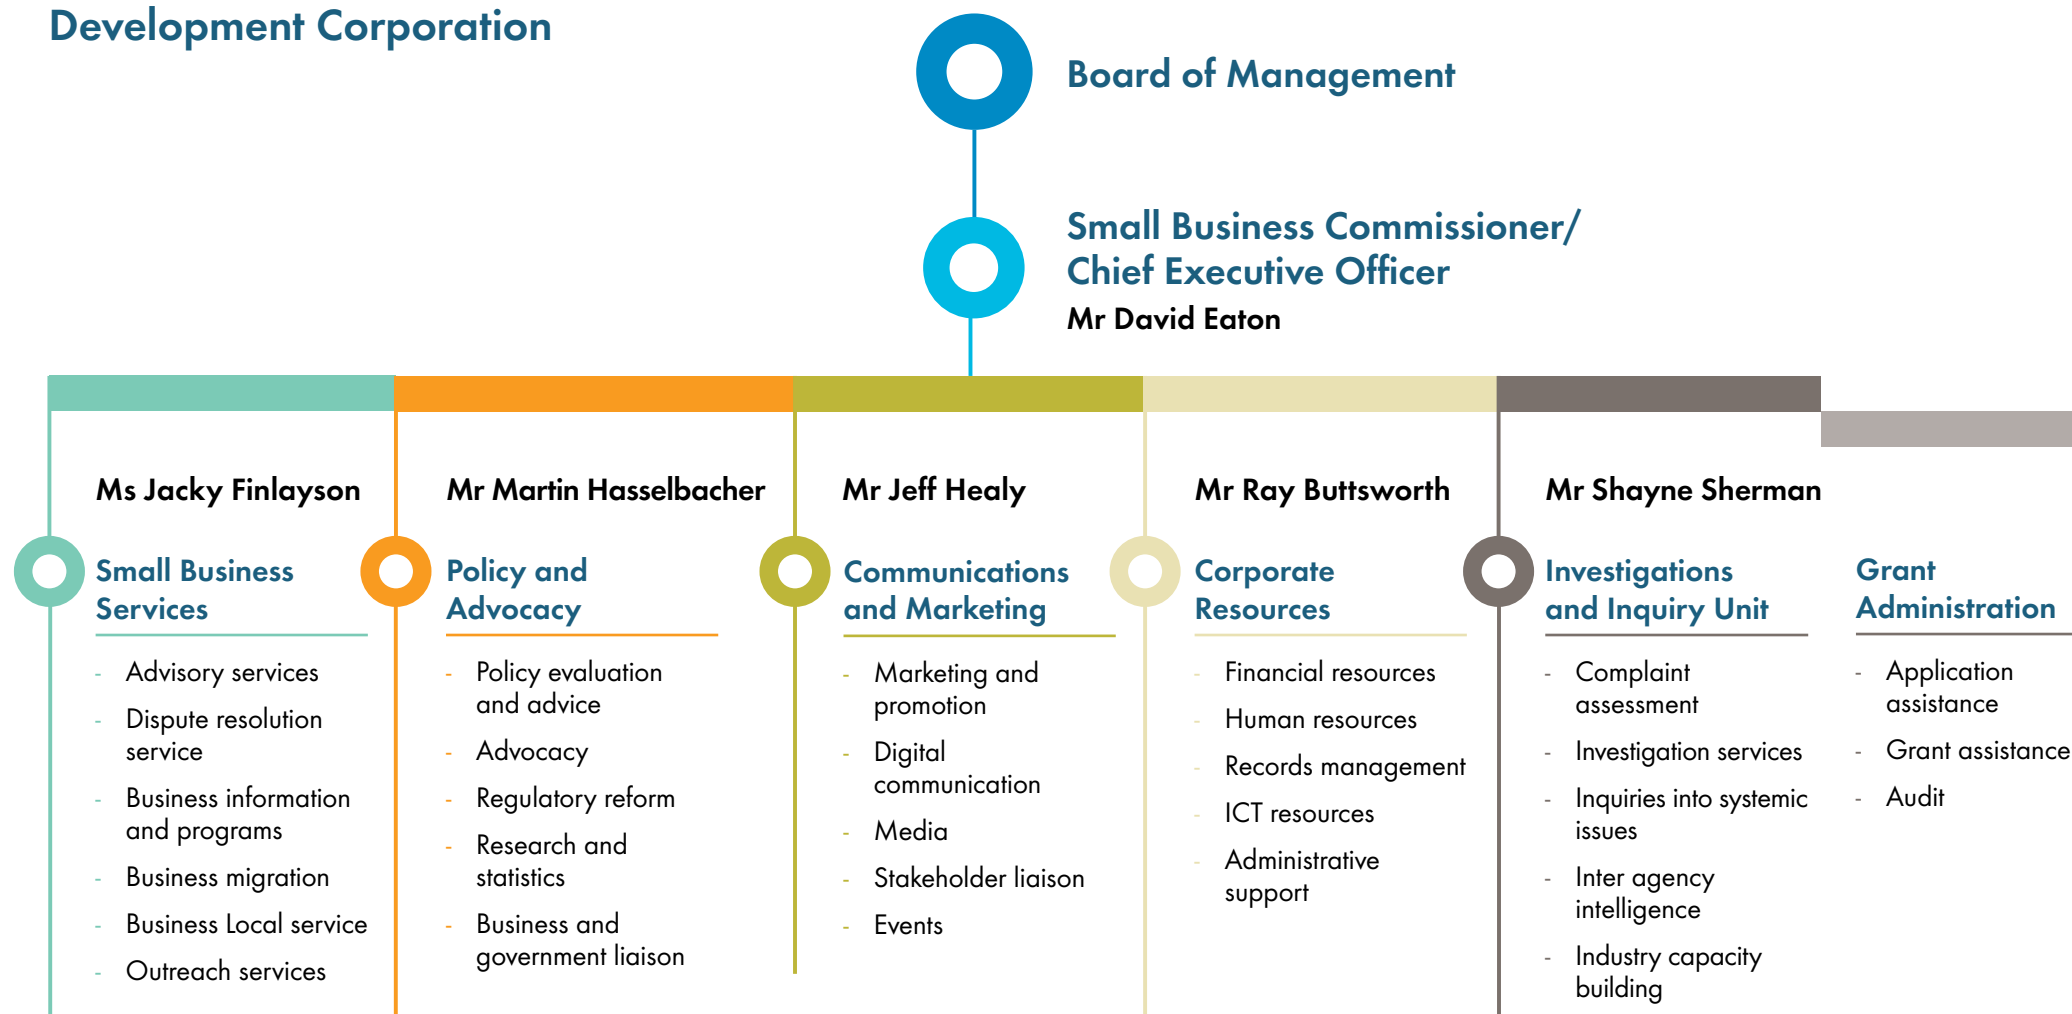 Development Corporation
Board of Management
Small Business Commissioner/
Chief Executive Officer
Mr David Eaton
Ms Jacky Finlayson
Small Business
Services
- Advisory services
- Dispute resolution
service
- Business information
and programs
- Business migration
- Business Local service
- Outreach services
Mr Martin Hasselbacher
Policy and
Advocacy
- Policy evaluation
and advice
- Advocacy
- Regulatory reform
- Research and
statistics
- Business and
government liaison
Mr Jeff Healy
Communications
and Marketing
- Marketing and
promotion
- Digital
communication
- Media
- Stakeholder liaison
- Events
Mr Ray Buttsworth
Corporate
Resources
- Financial resources
- Human resources
- Records management
- ICT resources
- Administrative
support
Mr Shayne Sherman
Investigations
and Inquiry Unit
- Complaint
assessment
- Investigation services
- Inquiries into systemic
issues
- Inter agency
intelligence
- Industry capacity
building
Grant
Administration
- Application
assistance
- Grant assistance
- Audit